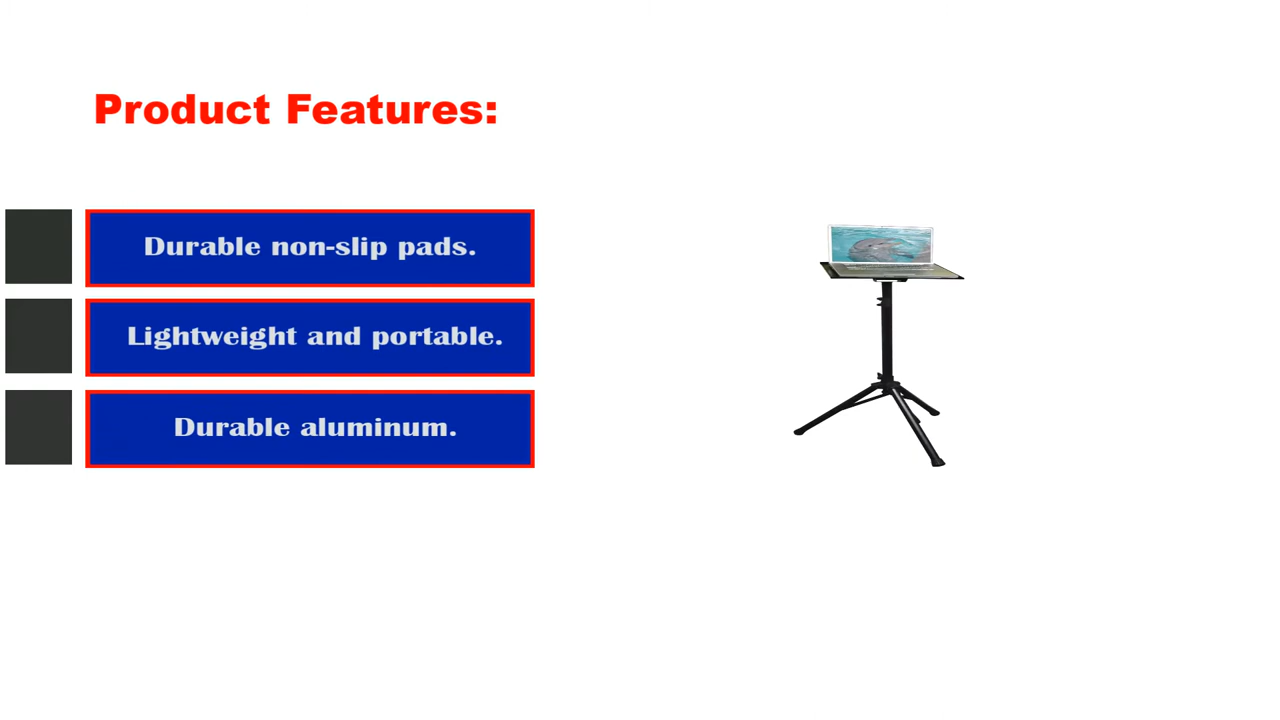 Product Features:
Durable non-slip pads.
Lightweight and portable.
Durable aluminum.